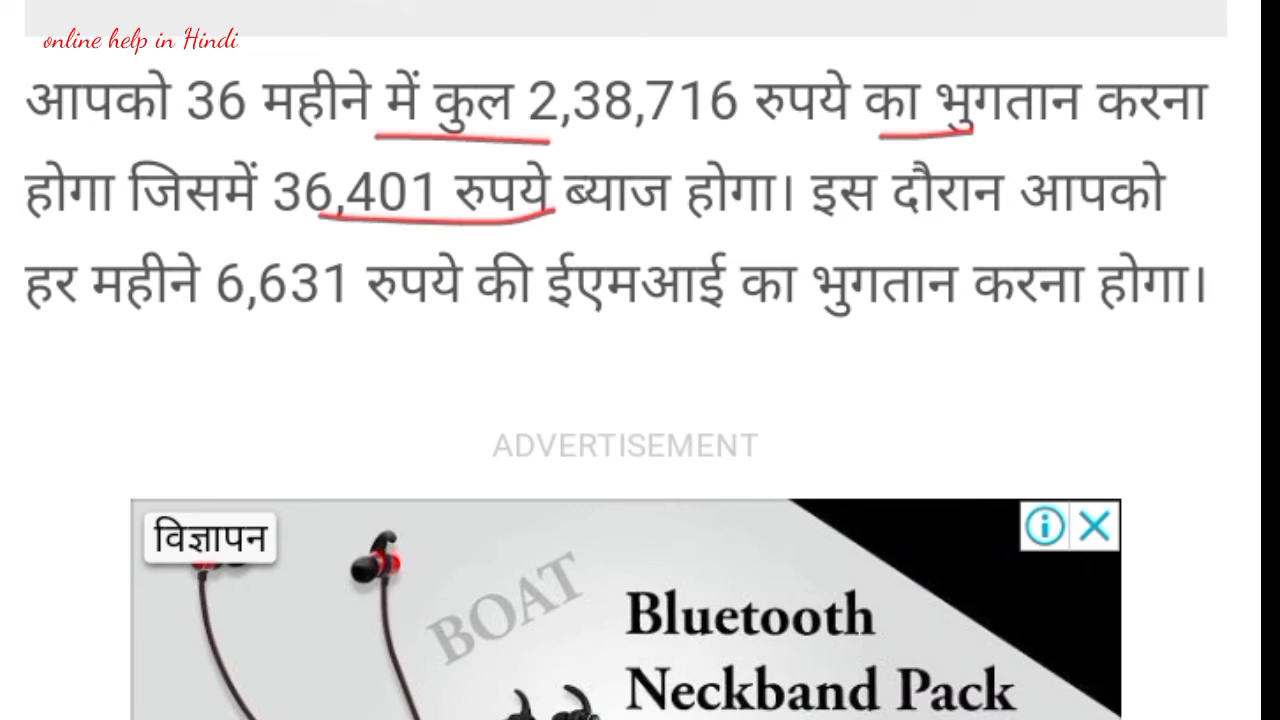 online help in Hindi
आपको 36 महीने में कुल 2,38,716 रुपये का भुगतान करना
होगा जिसमें 36,401 रुपये ब्याज होगा। इस दौरान आपको
हर महीने 6,631 रुपये की ईएमआई का भुगतान करना होगा।
ADVERTISEMENT
विज्ञापन
BOAT
Bluetooth
Neckband Pack